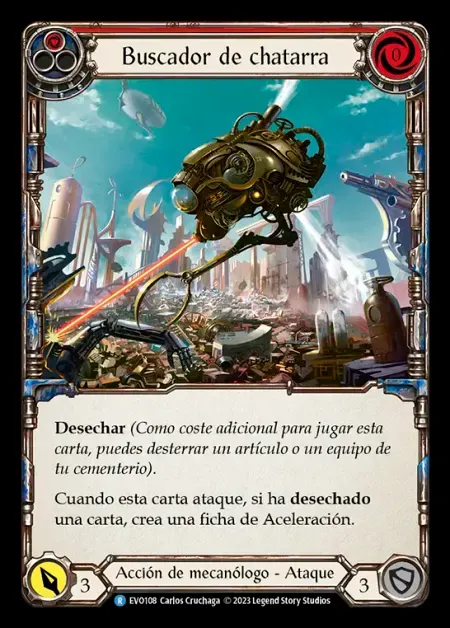 Buscador de chatarra
0
Desechar (Como coste adicional para jugar esta
carta, puedes desterrar un artículo o un equipo de
tu cementerio).
Cuando esta carta ataque, si ha desechado
una carta, crea una ficha de Aceleración.
3
Acción de mecanólogo - Ataque
3
R EVO108 Carlos Cruchaga © 2023 Legend Story Studios